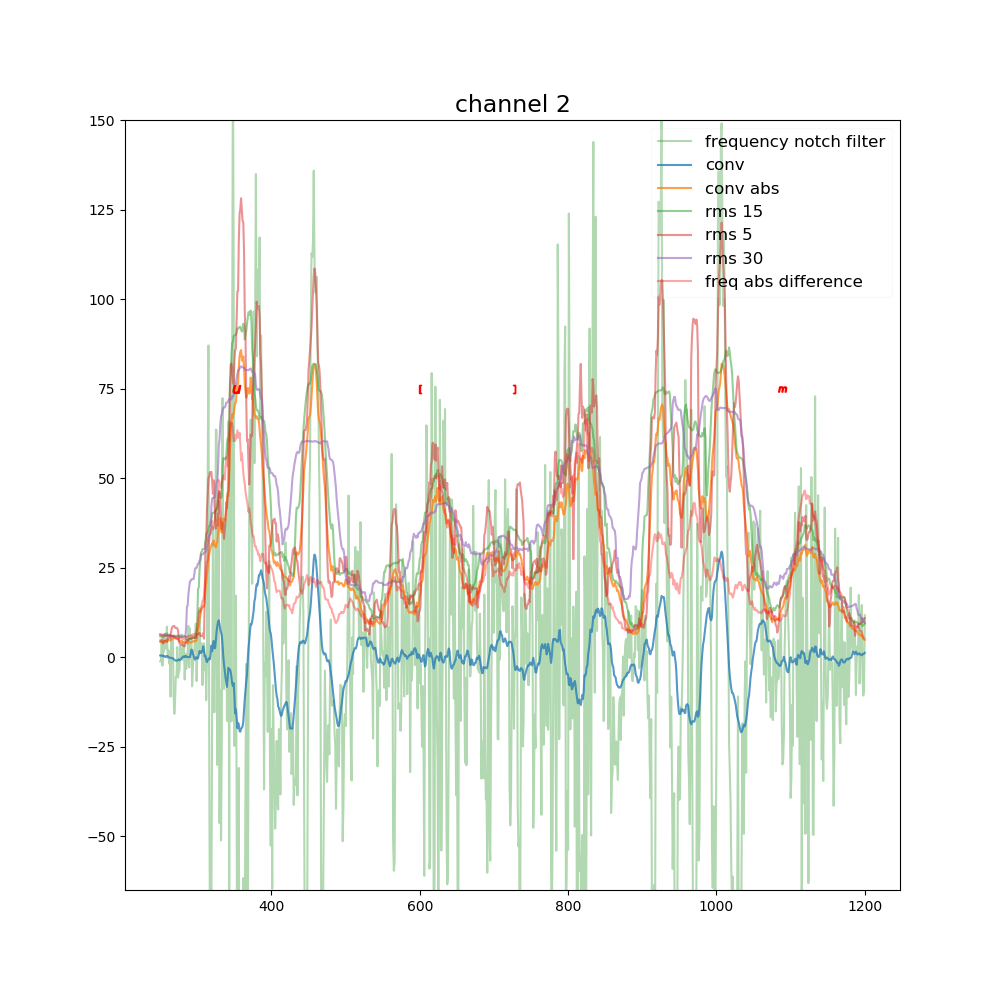 channel 2
150
125
100
75
50
25
0
−25
−50
400 600 800 1000 1200
frequency notch filter
conv
conv abs
rms 15
rms 5
rms 30
freq abs difference
U [ ] m